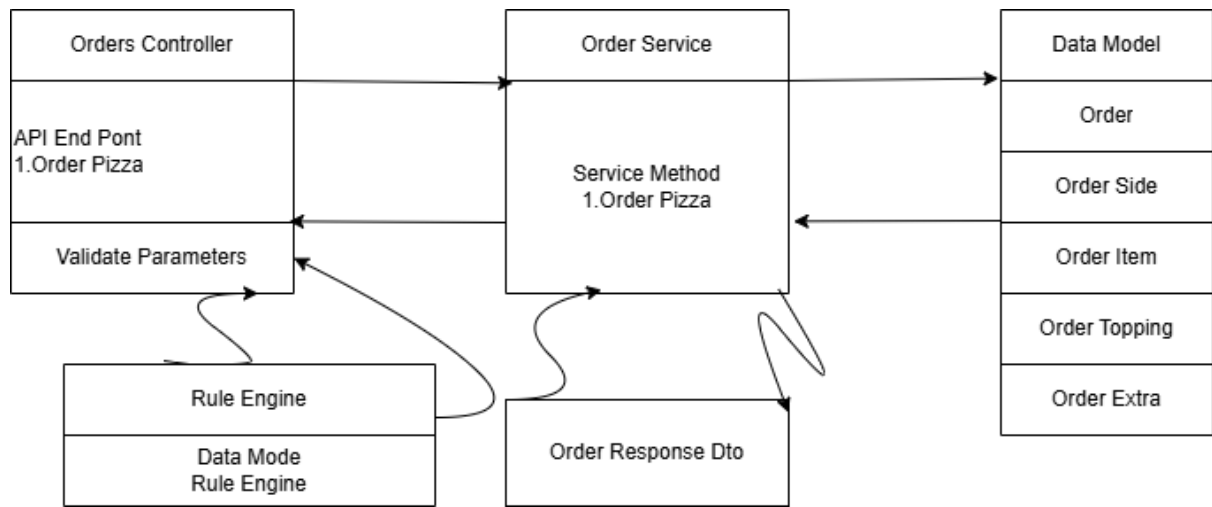 Orders Controller
API End Pont
1.Order Pizza
Validate Parameters
Order Service
Service Method
1.Order Pizza
Data Model
Order
Order Side
Order Item
Order Topping
Order Extra
Rule Engine
Data Mode
Rule Engine
Order Response Dto